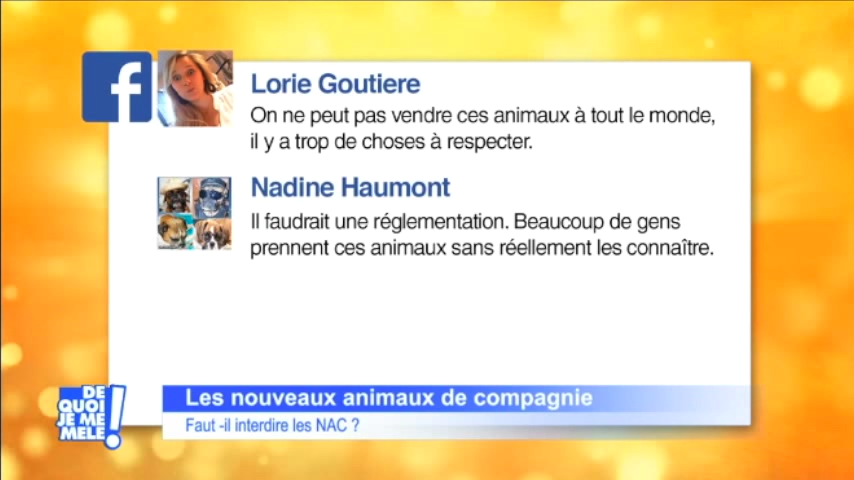 f
Lorie Goutiere
On ne peut pas vendre ces animaux à tout le monde,
il y a trop de choses à respecter.
Nadine Haumont
Il faudrait une réglementation. Beaucoup de gens
prennent ces animaux sans réellement les connaître.
DE
QUOI
JE ME
MELE !
Les nouveaux animaux de compagnie
Faut -il interdire les NAC ?